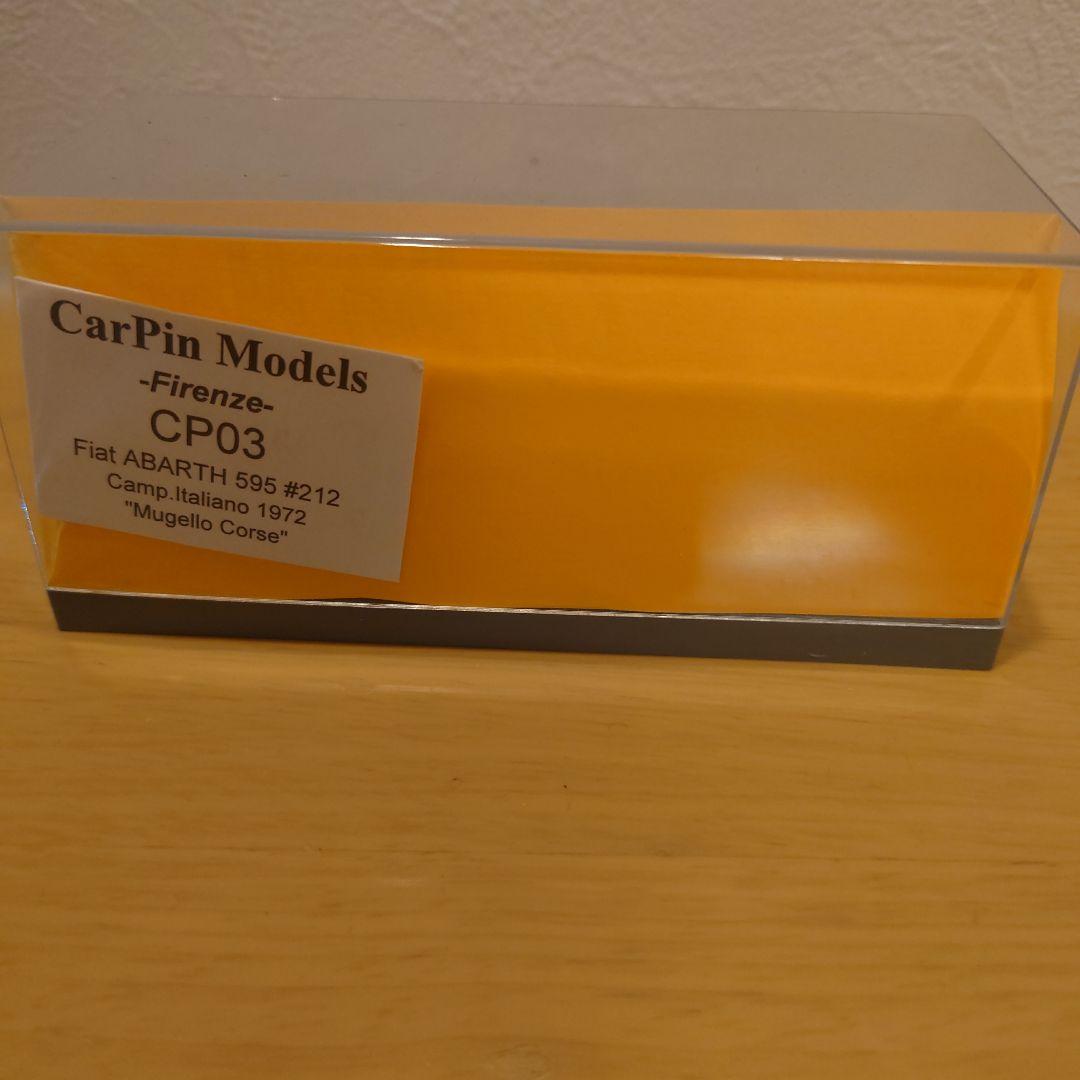 CarPin Models
-Firenze-
CP03
Fiat ABARTH 595 #212
Camp.Italiano 1972
"Mugello Corse"